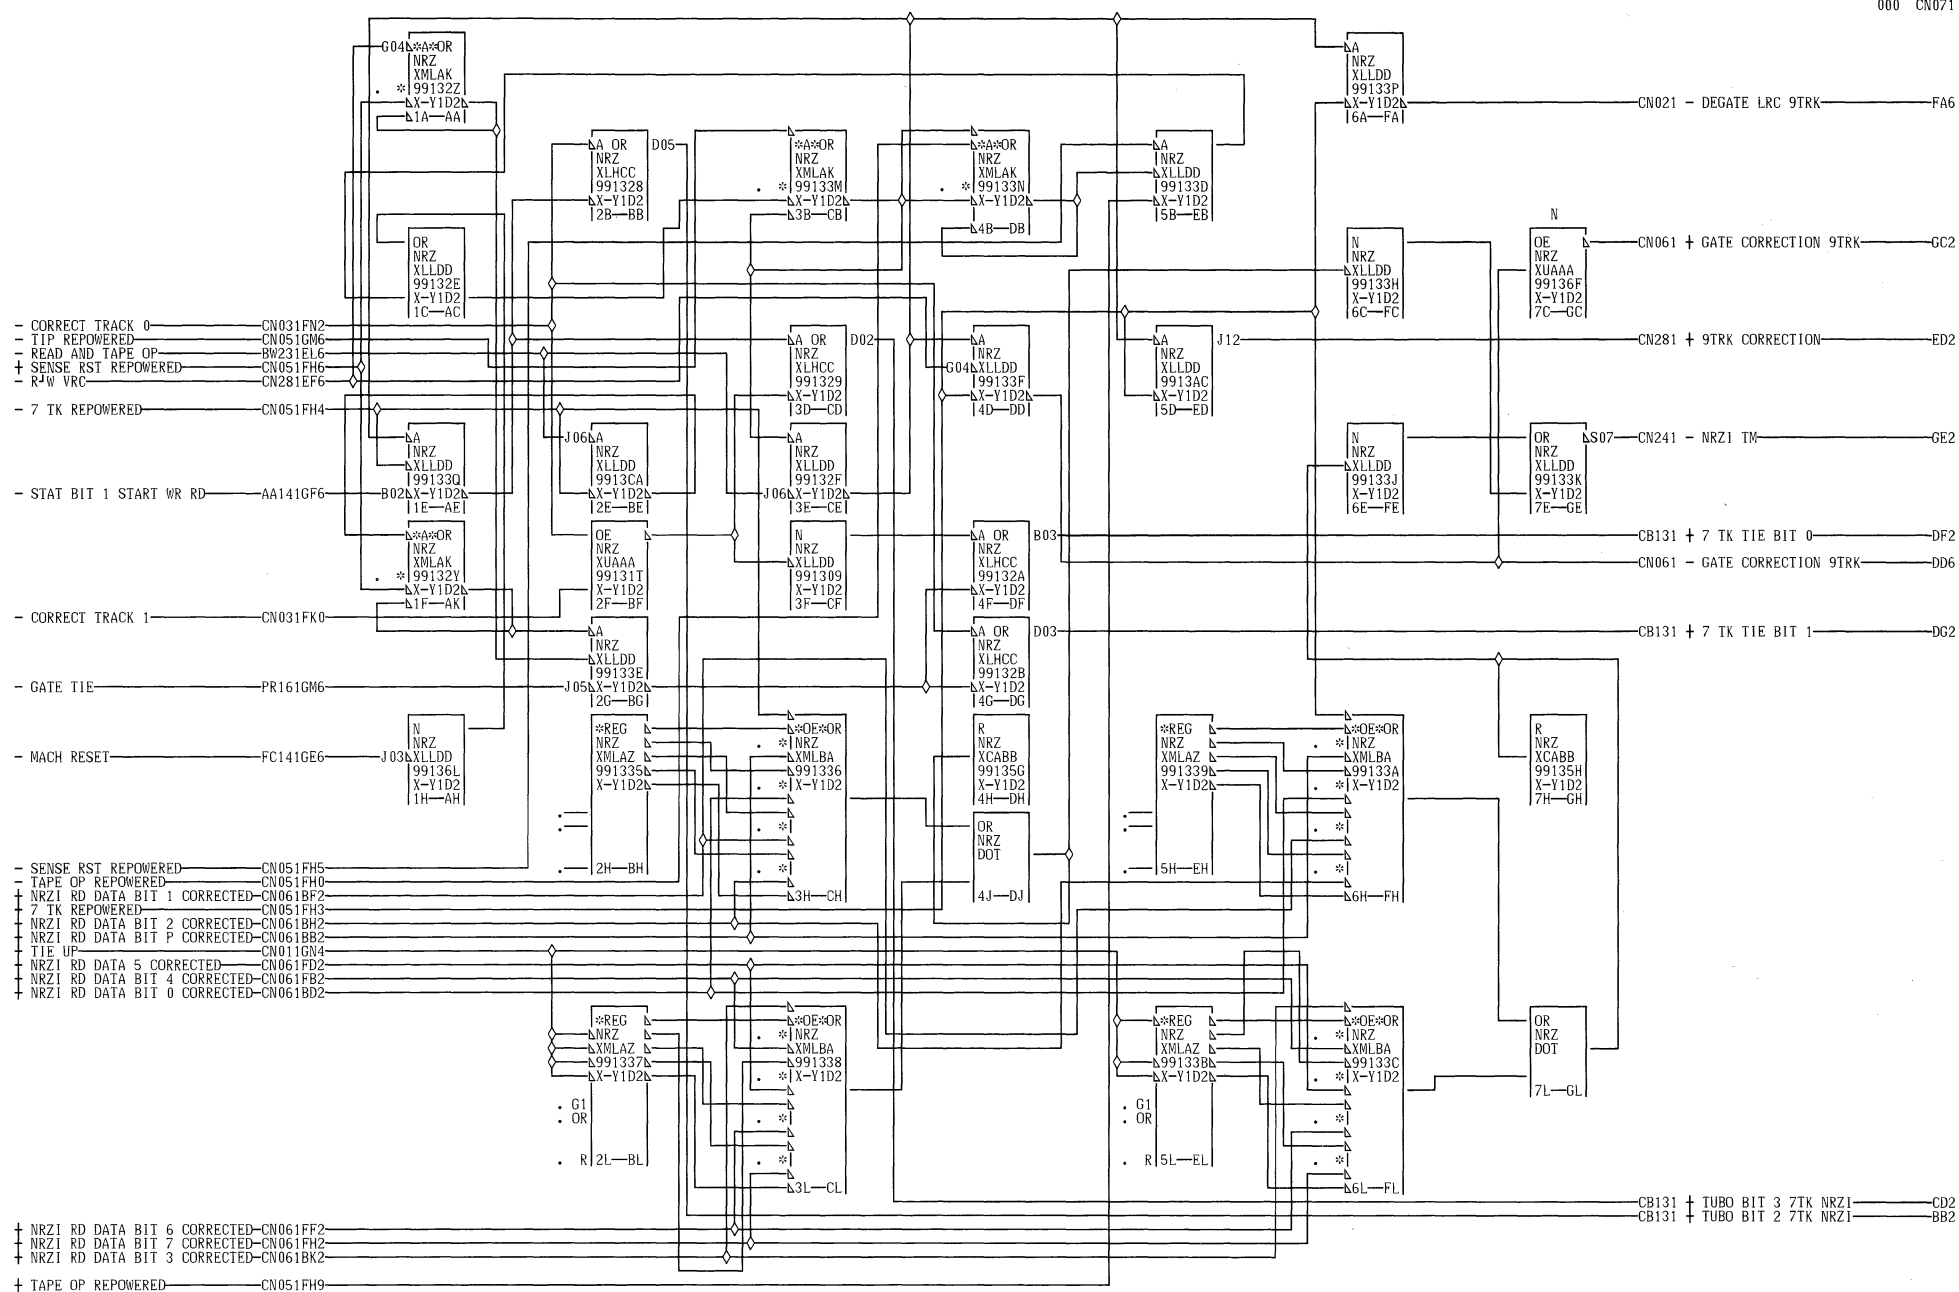 000 CN071
G04 *A*OR
NRZ
XMLAK
. * 99132Z
X-Y1D2
1A—AA
A
NRZ
XLLDD
99133P
X-Y1D2
6A—FA
CN021 - DEGATE LRC 9TRK FA6
A OR D05
NRZ
XLHCC
991328
X-Y1D2
2B—BB
*A*OR
NRZ
XMLAK
. * 99133M
X-Y1D2
3B—CB
*A*OR
NRZ
XMLAK
. * 99133N
X-Y1D2
4B—DB
A
NRZ
XLLDD
99133D
X-Y1D2
5B—EB
OR
NRZ
XLLDD
99132E
X-Y1D2
1C—AC
N
NRZ
XLLDD
99133H
X-Y1D2
6C—FC
N
OE
NRZ
XUAAA
99136F
X-Y1D2
7C—GC
CN061 + GATE CORRECTION 9TRK GC2
- CORRECT TRACK 0 CN031FN2
- TIP REPOWERED CN051GM6
- READ AND TAPE OP BW231EL6
+ SENSE RST REPOWERED CN051FH6
- R┘W VRC CN281EF6
- 7 TK REPOWERED CN051FH4
A OR D02
NRZ
XLHCC
991329
X-Y1D2
3D—CD
A
NRZ
G04 XLLDD
99133F
X-Y1D2
4D—DD
A J12
NRZ
XLLDD
9913AC
X-Y1D2
5D—ED
CN281 + 9TRK CORRECTION ED2
A
NRZ
XLLDD
99133Q
B02 X-Y1D2
1E—AE
J06 A
NRZ
XLLDD
9913CA
X-Y1D2
2E—BE
A
NRZ
XLLDD
99132F
J06 X-Y1D2
3E—CE
N
NRZ
XLLDD
99133J
X-Y1D2
6E—FE
OR S07
NRZ
XLLDD
99133K
X-Y1D2
7E—GE
CN241 - NRZI TM GE2
- STAT BIT 1 START WR RD AA141GF6
*A*OR
NRZ
XMLAK
. * 99132Y
X-Y1D2
1F—AK
OE
NRZ
XUAAA
99131T
X-Y1D2
2F—BF
N
NRZ
XLLDD
991309
X-Y1D2
3F—CF
A OR B03
NRZ
XLHCC
99132A
X-Y1D2
4F—DF
CB131 + 7 TK TIE BIT 0 DF2
CN061 - GATE CORRECTION 9TRK DD6
- CORRECT TRACK 1 CN031FK0
A
NRZ
XLLDD
99133E
J05 X-Y1D2
2G—BG
A OR D03
NRZ
XLHCC
99132B
X-Y1D2
4G—DG
CB131 + 7 TK TIE BIT 1 DG2
- GATE TIE PR161GM6
- MACH RESET FC141GE6
N
NRZ
J03 XLLDD
99136L
X-Y1D2
1H—AH
*REG
NRZ
XMLAZ
991335
X-Y1D2
.
.
.
2H—BH
*OE*OR
. * NRZ
XMLBA
991336
. * X-Y1D2
. *
. *
3H—CH
R
NRZ
XCABB
99135G
X-Y1D2
4H—DH
OR
NRZ
DOT
4J—DJ
*REG
NRZ
XMLAZ
991339
X-Y1D2
.
.
.
5H—EH
*OE*OR
. * NRZ
XMLBA
99133A
. * X-Y1D2
. *
. *
6H—FH
R
NRZ
XCABB
99135H
X-Y1D2
7H—GH
- SENSE RST REPOWERED CN051FH5
- TAPE OP REPOWERED CN051FH0
+ NRZI RD DATA BIT 1 CORRECTED CN061BF2
+ 7 TK REPOWERED CN051FH3
+ NRZI RD DATA BIT 2 CORRECTED CN061BH2
+ NRZI RD DATA BIT P CORRECTED CN061BB2
+ TIE UP CN011GN4
+ NRZI RD DATA 5 CORRECTED CN061FD2
+ NRZI RD DATA BIT 4 CORRECTED CN061FB2
+ NRZI RD DATA BIT 0 CORRECTED CN061BD2
*REG
NRZ
XMLAZ
991337
X-Y1D2
. G1
. OR
. R 2L—BL
*OE*OR
. * NRZ
XMLBA
991338
. * X-Y1D2
. *
. *
3L—CL
*REG
NRZ
XMLAZ
99133B
X-Y1D2
. G1
. OR
. R 5L—EL
*OE*OR
. * NRZ
XMLBA
99133C
. * X-Y1D2
. *
. *
6L—FL
OR
NRZ
DOT
7L—GL
CB131 + TUBO BIT 3 7TK NRZI CD2
CB131 + TUBO BIT 2 7TK NRZI BB2
+ NRZI RD DATA BIT 6 CORRECTED CN061FF2
+ NRZI RD DATA BIT 7 CORRECTED CN061FH2
+ NRZI RD DATA BIT 3 CORRECTED CN061BK2
+ TAPE OP REPOWERED CN051FH9